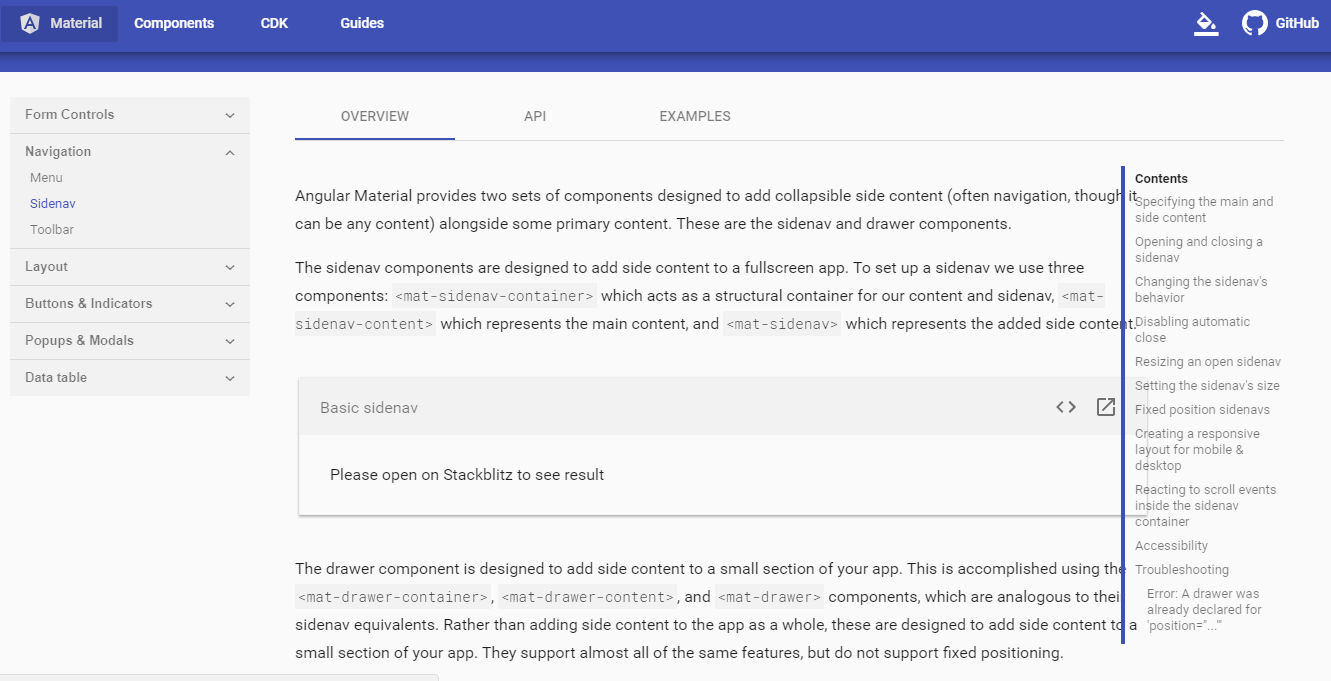 Material
Components
CDK
Guides
GitHub
Form Controls
Navigation
Menu
Sidenav
Toolbar
Layout
Buttons & Indicators
Popups & Modals
Data table
OVERVIEW
API
EXAMPLES
Angular Material provides two sets of components designed to add collapsible side content (often navigation, though it
can be any content) alongside some primary content. These are the sidenav and drawer components.
The sidenav components are designed to add side content to a fullscreen app. To set up a sidenav we use three
components: <mat-sidenav-container> which acts as a structural container for our content and sidenav, <mat-
sidenav-content> which represents the main content, and <mat-sidenav> which represents the added side content.
Basic sidenav
Please open on Stackblitz to see result
The drawer component is designed to add side content to a small section of your app. This is accomplished using the
<mat-drawer-container>, <mat-drawer-content>, and <mat-drawer> components, which are analogous to their
sidenav equivalents. Rather than adding side content to the app as a whole, these are designed to add side content to a
small section of your app. They support almost all of the same features, but do not support fixed positioning.
Contents
Specifying the main and
side content
Opening and closing a
sidenav
Changing the sidenav's
behavior
Disabling automatic
close
Resizing an open sidenav
Setting the sidenav's size
Fixed position sidenavs
Creating a responsive
layout for mobile &
desktop
Reacting to scroll events
inside the sidenav
container
Accessibility
Troubleshooting
Error: A drawer was
already declared for
'position="..."'